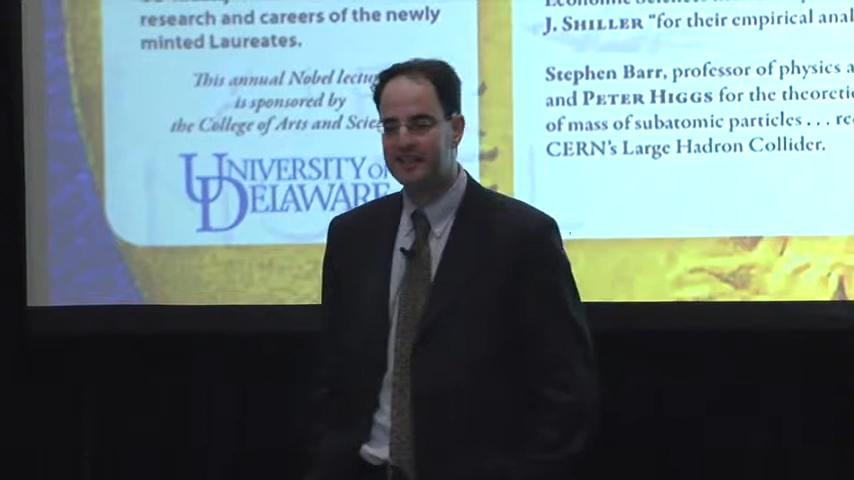 research and careers of the newly
minted Laureates.
This annual Nobel lectu
is sponsored by
the College of Arts and Scie
UD
UNIVERSITY OF
DELAWARE
J. SHILLER "for their empirical anal
Stephen Barr, professor of physics a
and PETER HIGGS for the theoreti
of mass of subatomic particles . . . re
CERN's Large Hadron Collider.